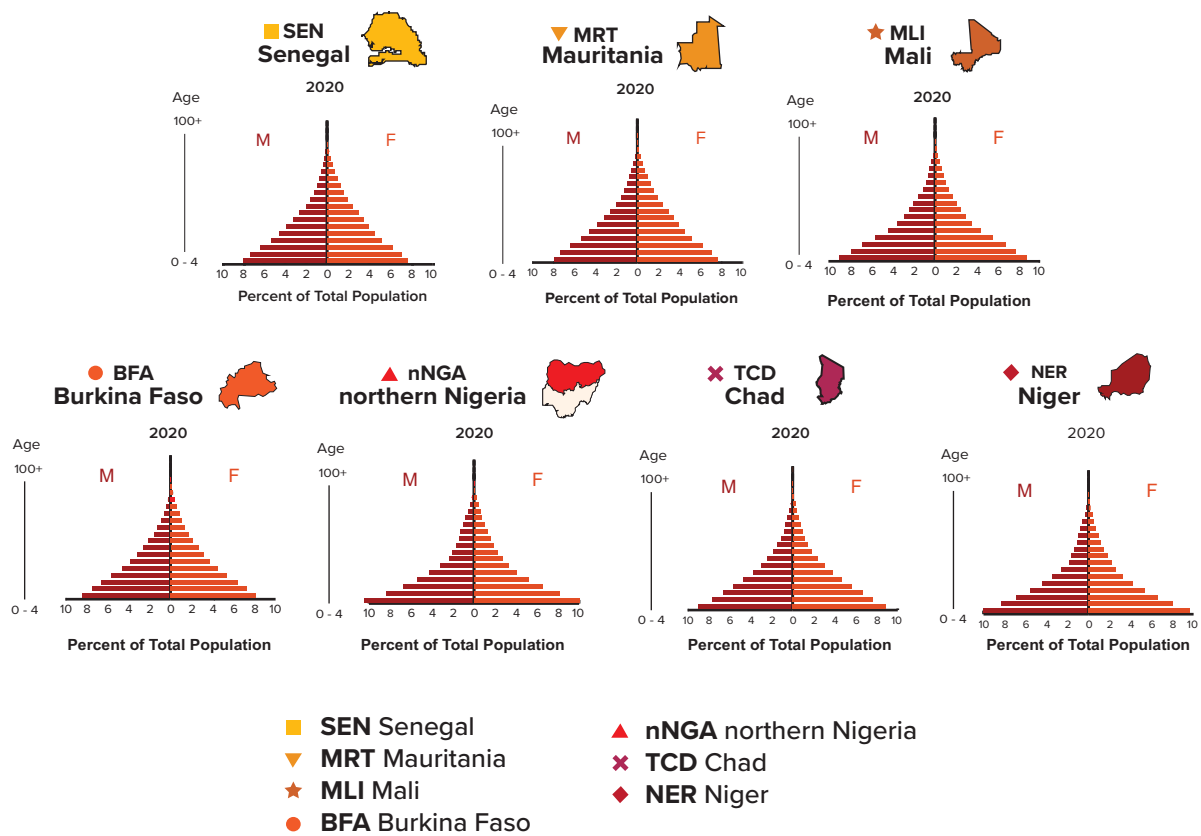 SEN
Senegal
MRT
Mauritania
MLI
Mali
2020
2020
2020
Age
100+
M
F
0 - 4
10 8 6 4 2 0 2 4 6 8 10
Percent of Total Population
Age
100+
M
F
0 - 4
10 8 6 4 2 0 2 4 6 8 10
Percent of Total Population
Age
100+
M
F
0 - 4
10 8 6 4 2 0 2 4 6 8 10
Percent of Total Population
BFA
Burkina Faso
nNGA
northern Nigeria
TCD
Chad
NER
Niger
2020
2020
2020
2020
Age
100+
M
F
0 - 4
10 8 6 4 2 0 2 4 6 8 10
Percent of Total Population
Age
100+
M
F
0 - 4
10 8 6 4 2 0 2 4 6 8 10
Percent of Total Population
Age
100+
M
F
0 - 4
10 8 6 4 2 0 2 4 6 8 10
Percent of Total Population
Age
100+
M
F
0 - 4
10 8 6 4 2 0 2 4 6 8 10
Percent of Total Population
SEN Senegal
MRT Mauritania
MLI Mali
BFA Burkina Faso
nNGA northern Nigeria
TCD Chad
NER Niger